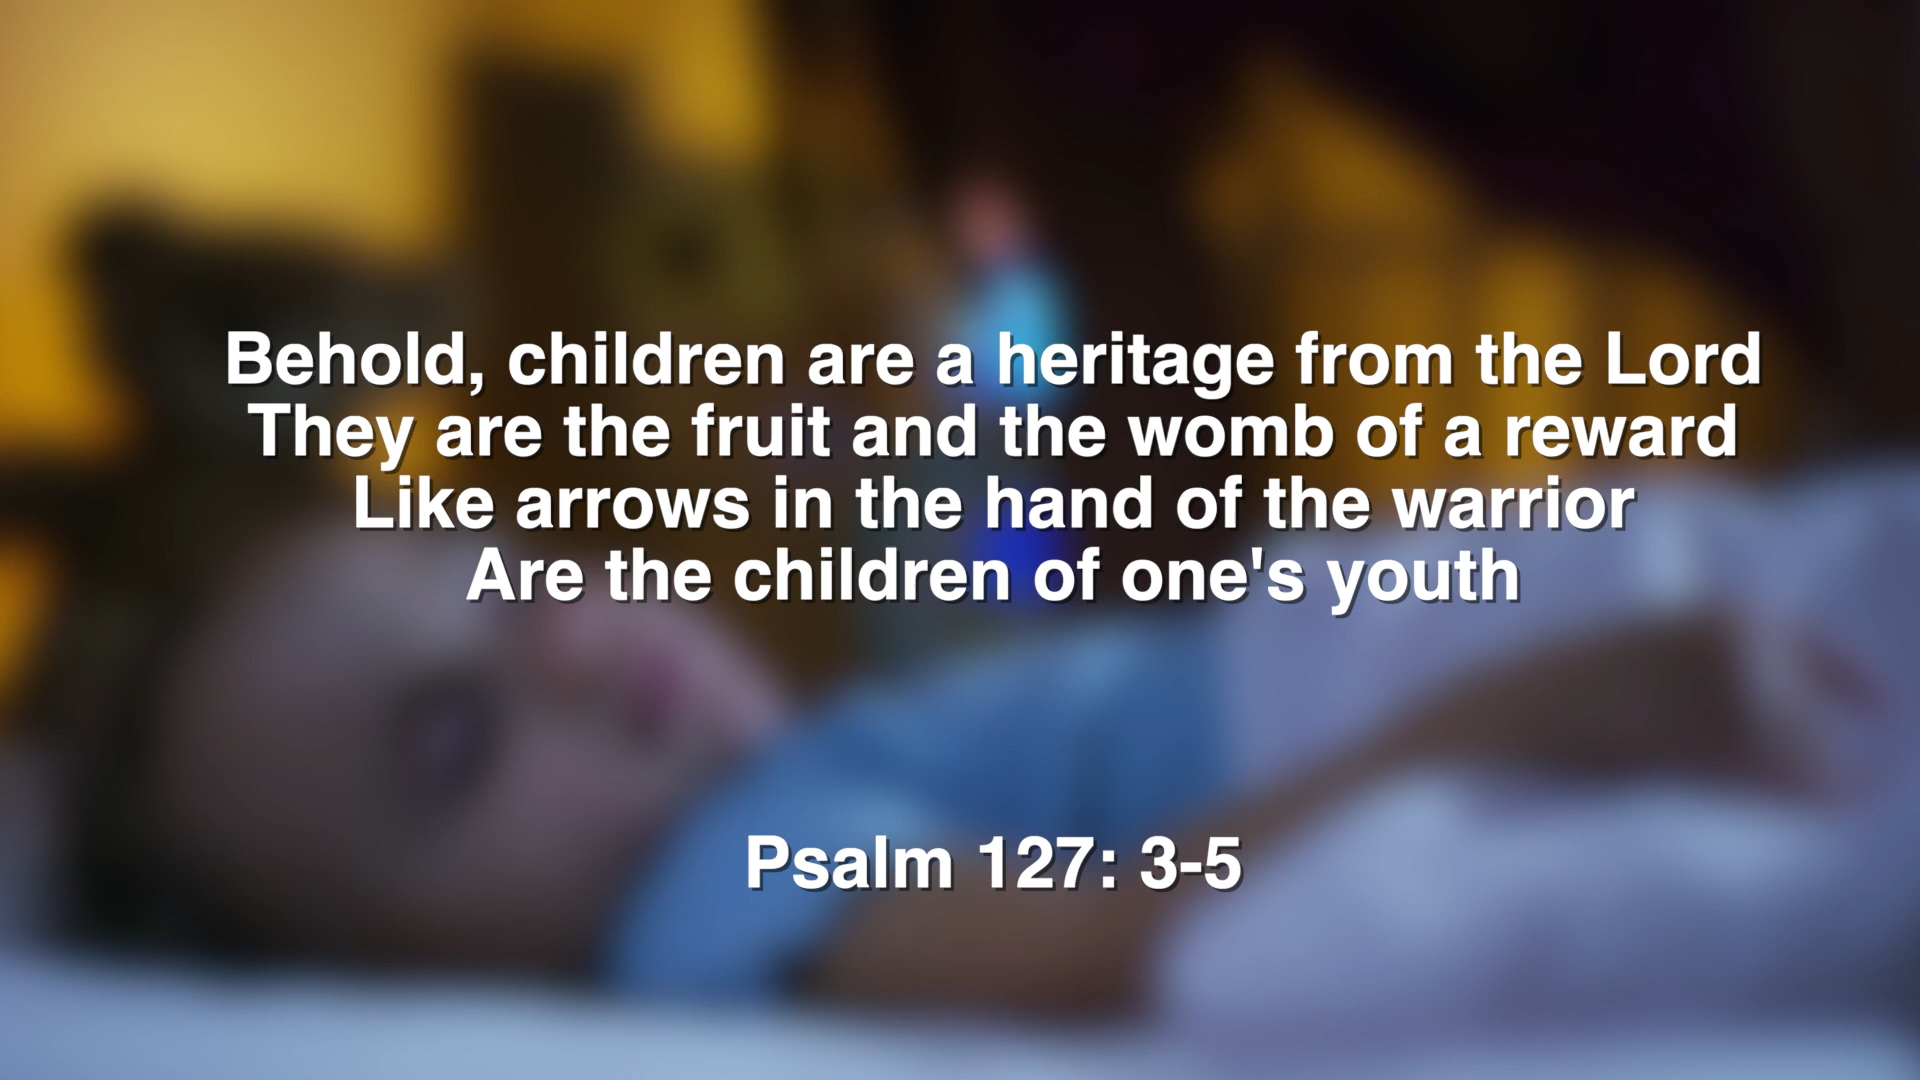 Behold, children are a heritage from the Lord
They are the fruit and the womb of a reward
Like arrows in the hand of the warrior
Are the children of one's youth
Psalm 127: 3-5